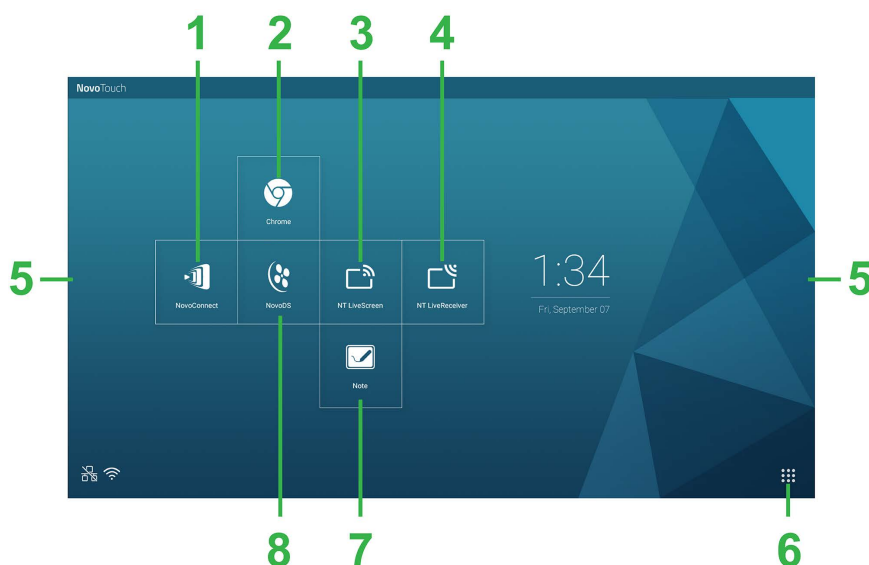 1 2 3 4
NovoTouch
Chrome
5 5
NovoConnect NovoDS NT LiveScreen NT LiveReceiver
1:34
Fri, September 07
Note
8 7 6